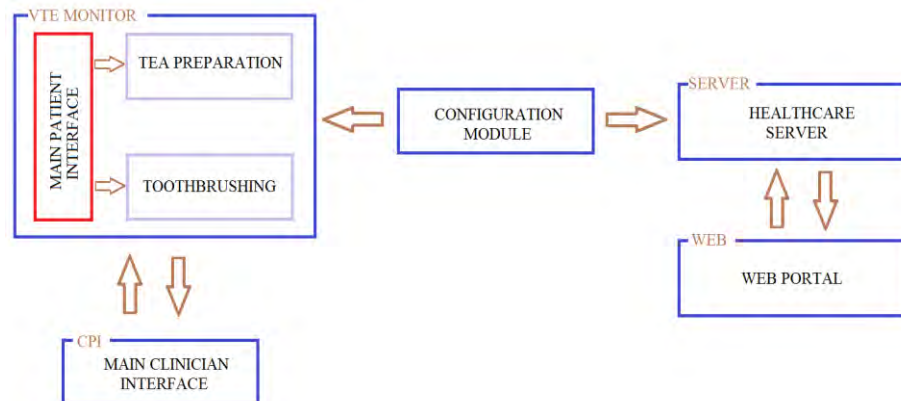 VTE MONITOR
MAIN PATIENT
INTERFACE
TEA PREPARATION
TOOTHBRUSHING
CONFIGURATION
MODULE
SERVER
HEALTHCARE
SERVER
WEB
WEB PORTAL
CPI
MAIN CLINICIAN
INTERFACE